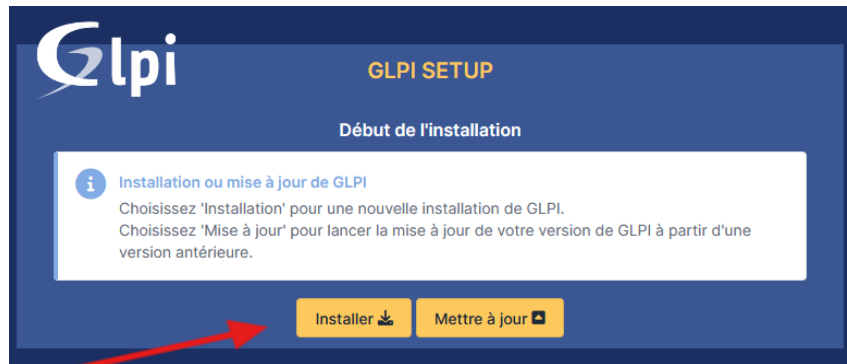 Glpi
GLPI SETUP
Début de l'installation
Installation ou mise à jour de GLPI
Choisissez 'Installation' pour une nouvelle installation de GLPI.
Choisissez 'Mise à jour' pour lancer la mise à jour de votre version de GLPI à partir d'une
version antérieure.
Installer
Mettre à jour